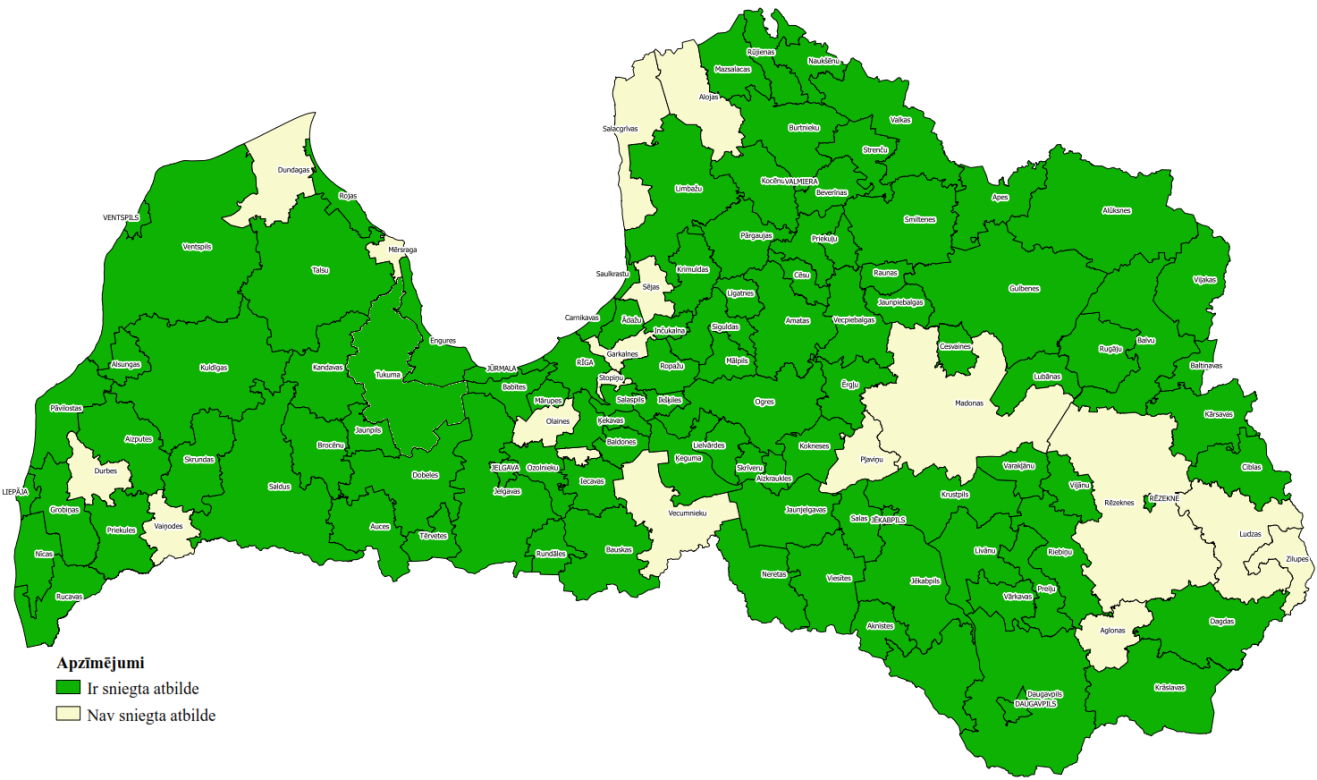 Rūjienas
Mazsalacas
Naukšēnu
Alojas
Salacgrīvas
Burtnieku
Valkas
Strenču
Dundagas
Rojas
Limbažu
Kocēnu
VALMIERA
Beverīnas
Apes
Alūksnes
VENTSPILS
Smiltenes
Ventspils
Mērsraga
Pārgaujas
Priekuļu
Talsu
Saulkrastu
Krimuldas
Cēsu
Raunas
Viļakas
Sējas
Līgatnes
Gulbenes
Jaunpiebalgas
Carnikavas
Ādažu
Inčukalna
Siguldas
Amatas
Vecpiebalgas
Engures
Garkalnes
Cesvaines
Balvu
Rugāju
Alsungas
Kuldīgas
Kandavas
Tukuma
JŪRMALA
RĪGA
Ropažu
Mālpils
Baltinavas
Stopiņu
Ērgļu
Lubānas
Babītes
Mārupes
Salaspils
Ikšķiles
Ogres
Madonas
Pāvilostas
Kārsavas
Olaines
Ķekavas
Aizputes
Jaunpils
Brocēnu
Baldones
Lielvārdes
Kokneses
Skrundas
Ķeguma
Pļaviņu
Durbes
Dobeles
JELGAVA
Ozolnieku
Skrīveru
Varakļānu
Ciblas
Aizkraukles
Iecavas
Viļānu
Saldus
Jelgavas
LIEPĀJA
Krustpils
RĒZEKNE
Rēzeknes
Grobiņas
Vecumnieku
Jaunjelgavas
Salas
JĒKABPILS
Vaiņodes
Auces
Priekules
Tērvetes
Ludzas
Nīcas
Rundāles
Bauskas
Līvānu
Riebiņu
Zilupes
Neretas
Viesītes
Jēkabpils
Preiļu
Vārkavas
Rucavas
Aknīstes
Aglonas
Dagdas
Krāslavas
Daugavpils
DAUGAVPILS
Apzīmējumi
Ir sniegta atbilde
Nav sniegta atbilde